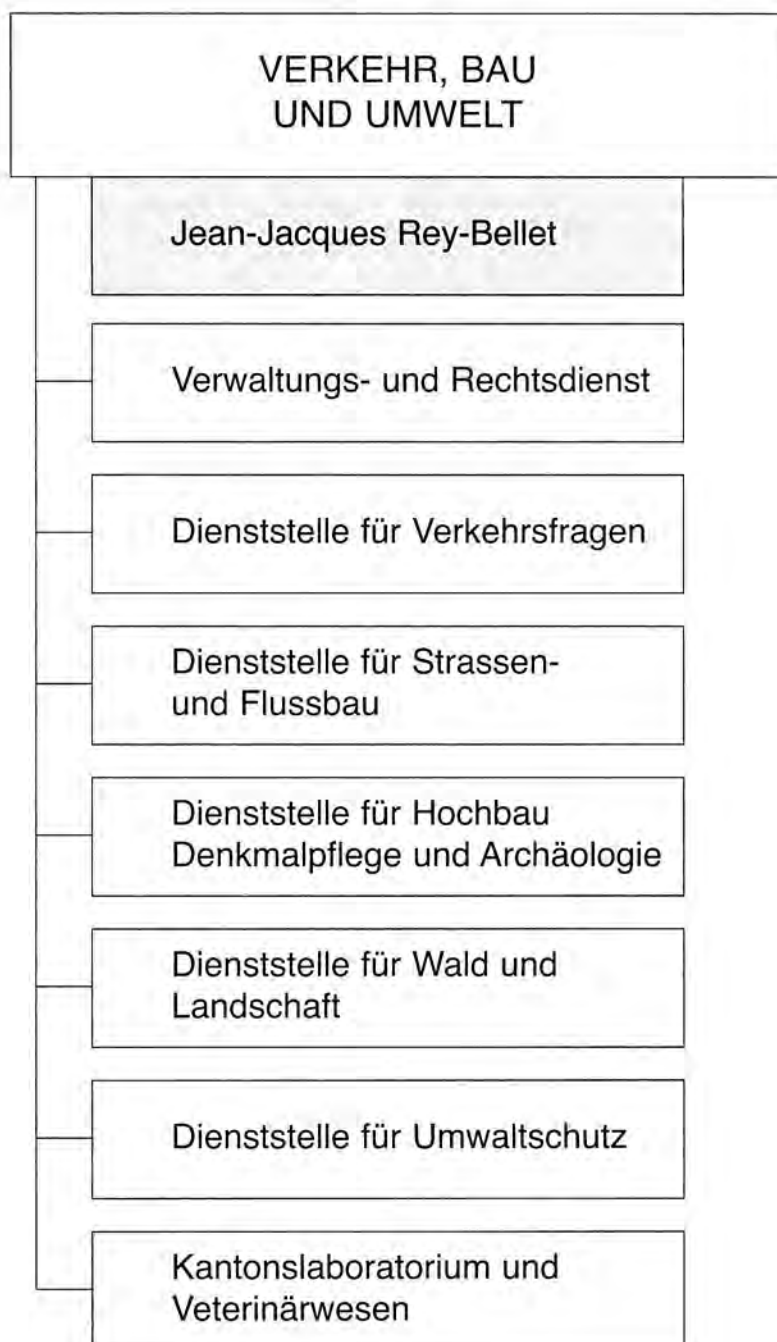 VERKEHR, BAU
UND UMWELT
Jean-Jacques Rey-Bellet
Verwaltungs- und Rechtsdienst
Dienststelle für Verkehrsfragen
Dienststelle für Strassen-
und Flussbau
Dienststelle für Hochbau
Denkmalpflege und Archäologie
Dienststelle für Wald und
Landschaft
Dienststelle für Umwaltschutz
Kantonslaboratorium und
Veterinärwesen